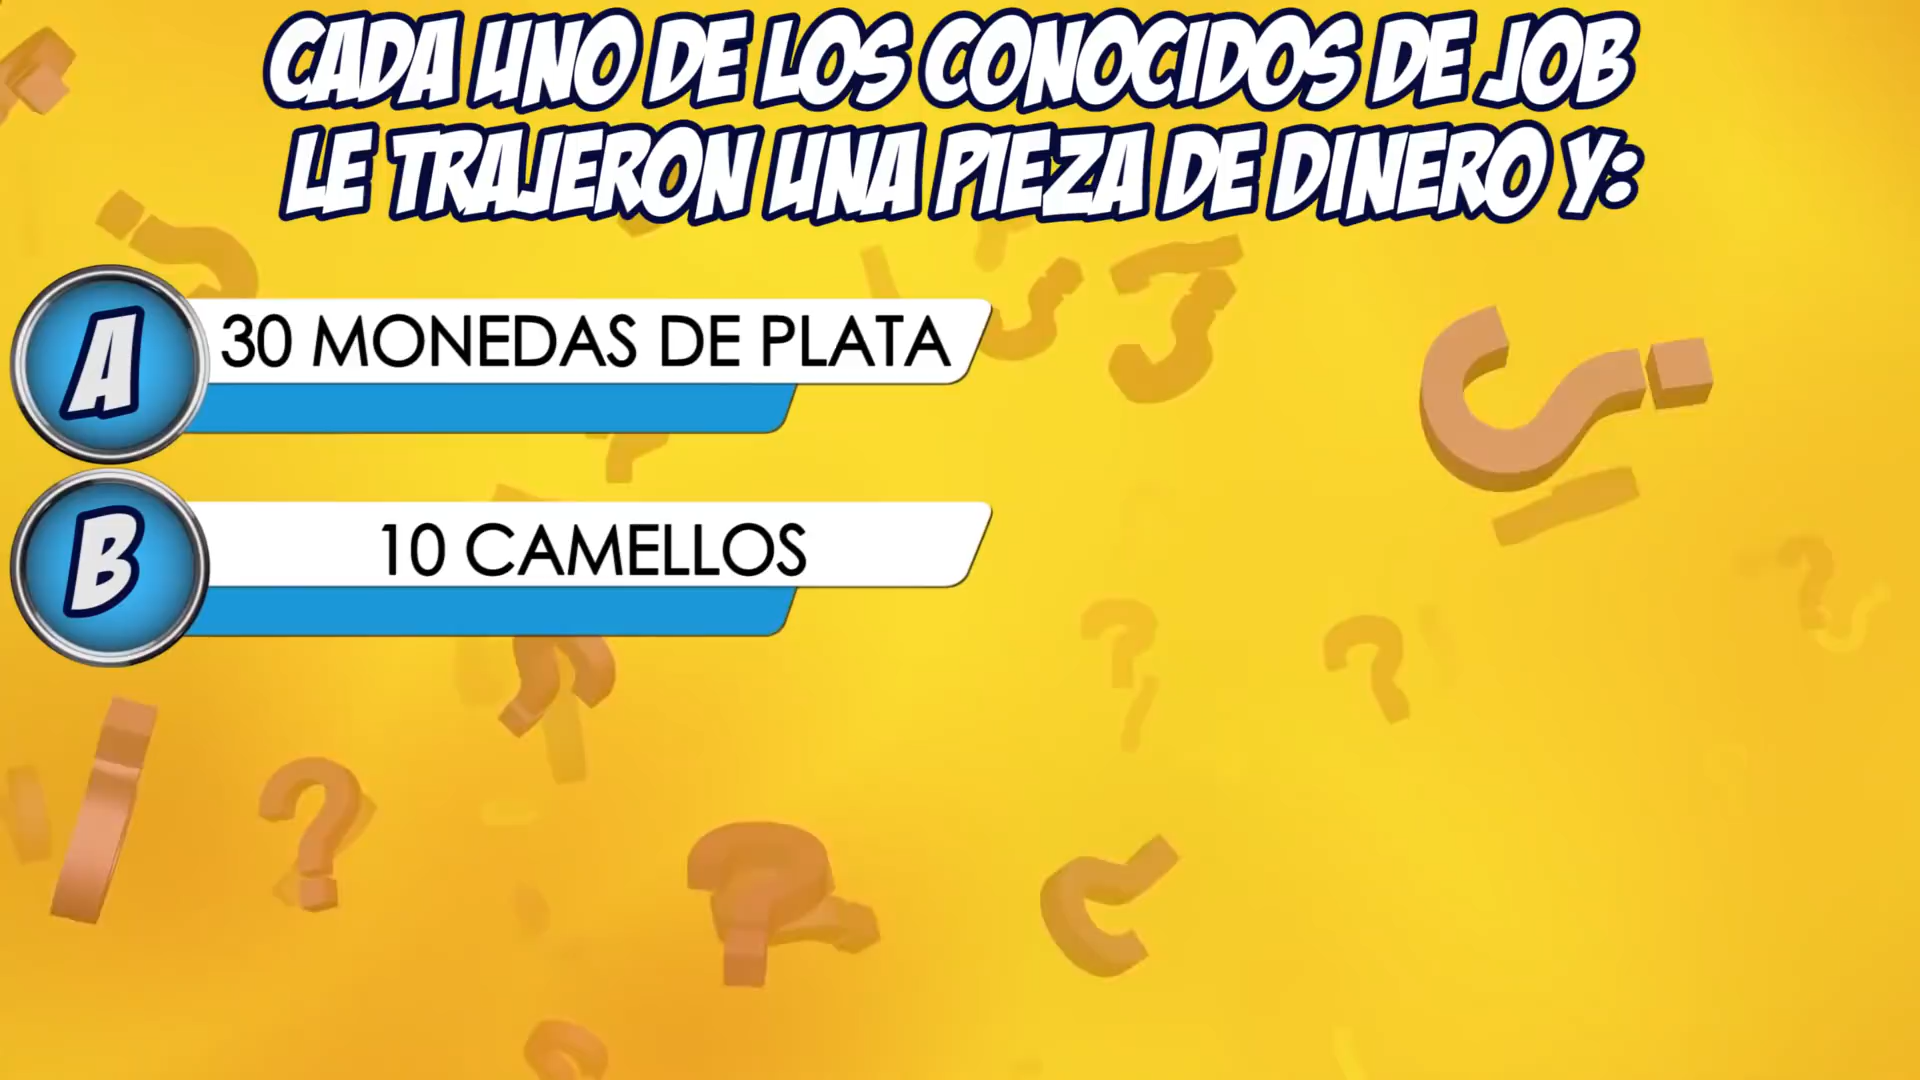 CADA UNO DE LOS CONOCIDOS DE JOB
LE TRAJERON UNA PIEZA DE DINERO Y:
A 30 MONEDAS DE PLATA
B 10 CAMELLOS